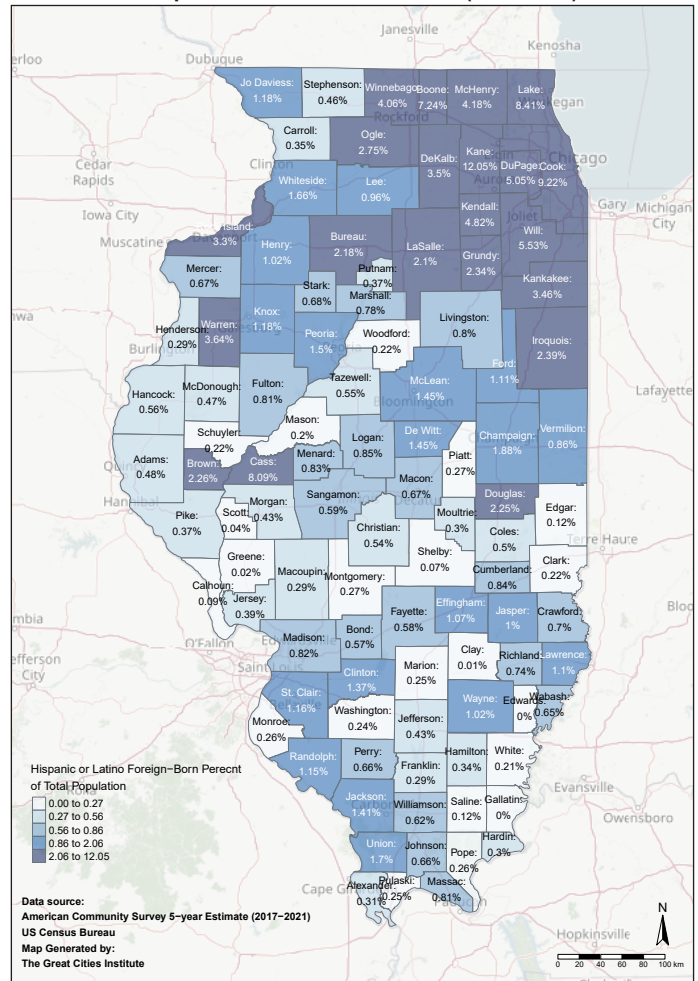 Janesville
Dubuque
Kenosha
erloo
Jo Daviess:
1.18%
Stephenson:
0.46%
Winnebago:
4.06%
Boone:
7.24%
McHenry:
4.18%
Lake:
8.41%
kegan
Rockford
Carroll:
0.35%
Ogle:
2.75%
Clinton
DeKalb:
3.5%
Kane:
12.05%
DuPage:
5.05%
Cook:
9.22%
Chicago
Cedar
Rapids
Whiteside:
1.66%
Lee:
0.96%
Kendall:
4.82%
Joliet
Gary
Michigan
City
Iowa City
Muscatine
Island:
3.3%
Henry:
1.02%
Bureau:
2.18%
LaSalle:
2.1%
Grundy:
2.34%
Will:
5.53%
Mercer:
0.67%
Putnam:
0.37%
Kankakee:
3.46%
Stark:
0.68%
Marshall:
0.78%
wa
Henderson:
0.29%
Warren:
3.64%
Knox:
1.18%
Peoria:
1.5%
Woodford:
0.22%
Livingston:
0.8%
Iroquois:
2.39%
Burlington
Ford:
1.11%
Hancock:
0.56%
McDonough:
0.47%
Fulton:
0.81%
Tazewell:
0.55%
McLean:
1.45%
Bloomington
Lafayette
Schuyler:
0.22%
Mason:
0.2%
Logan:
0.85%
De Witt:
1.45%
Champaign:
1.88%
Vermilion:
0.86%
Adams:
0.48%
Brown:
2.26%
Cass:
8.09%
Menard:
0.83%
Piatt:
0.27%
Macon:
0.67%
Hannibal
Pike:
0.37%
Scott:
0.04%
Morgan:
0.43%
Sangamon:
0.59%
Christian:
0.54%
Moultrie:
0.3%
Douglas:
2.25%
Edgar:
0.12%
Coles:
0.5%
Terre Haute
Greene:
0.02%
Macoupin:
0.29%
Montgomery:
0.27%
Shelby:
0.07%
Cumberland:
0.84%
Clark:
0.22%
Calhoun:
0.09%
Jersey:
0.39%
Fayette:
0.58%
Effingham:
1.07%
Jasper:
1%
Crawford:
0.7%
mbia
O'Fallon
Madison:
0.82%
Bond:
0.57%
Bloo
efferson
City
Saint Louis
Clinton:
1.37%
Marion:
0.25%
Clay:
0.01%
Richland:
0.74%
Lawrence:
1.1%
St. Clair:
1.16%
Washington:
0.24%
Wayne:
1.02%
Edwards:
0%
Wabash:
0.65%
Monroe:
0.26%
Jefferson:
0.43%
Randolph:
1.15%
Perry:
0.66%
Franklin:
0.29%
Hamilton:
0.34%
White:
0.21%
Hispanic or Latino Foreign-Born Perecnt
of Total Population
Rolla
0.00 to 0.27
0.27 to 0.56
0.56 to 0.86
0.86 to 2.06
2.06 to 12.05
Evansville
Owensboro
Jackson:
1.41%
Williamson:
0.62%
Saline:
0.12%
Gallatin:
0%
Union:
1.7%
Johnson:
0.66%
Pope:
0.26%
Hardin:
0.3%
Alexander:
0.31%
Pulaski:
0.25%
Massac:
0.81%
Paducah
Data source:
American Community Survey 5−year Estimate (2017−2021)
US Census Bureau
Map Generated by:
The Great Cities Institute
N
Hopkinsville
0 20 40 60 80 100 km